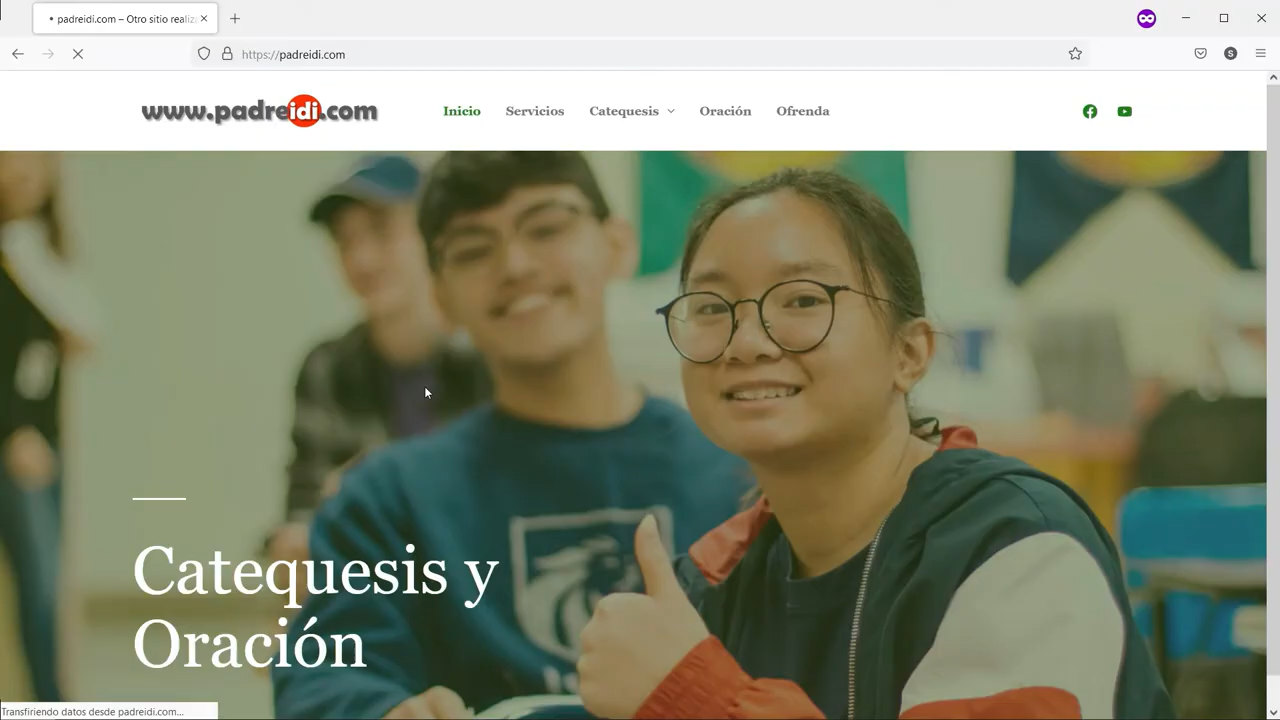 padreidi.com – Otro sitio realiz
https://padreidi.com
S
www.padreidi.com
Inicio
Servicios
Catequesis
Oración
Ofrenda
Catequesis y
Oración
Transfiriendo datos desde padreidi.com...